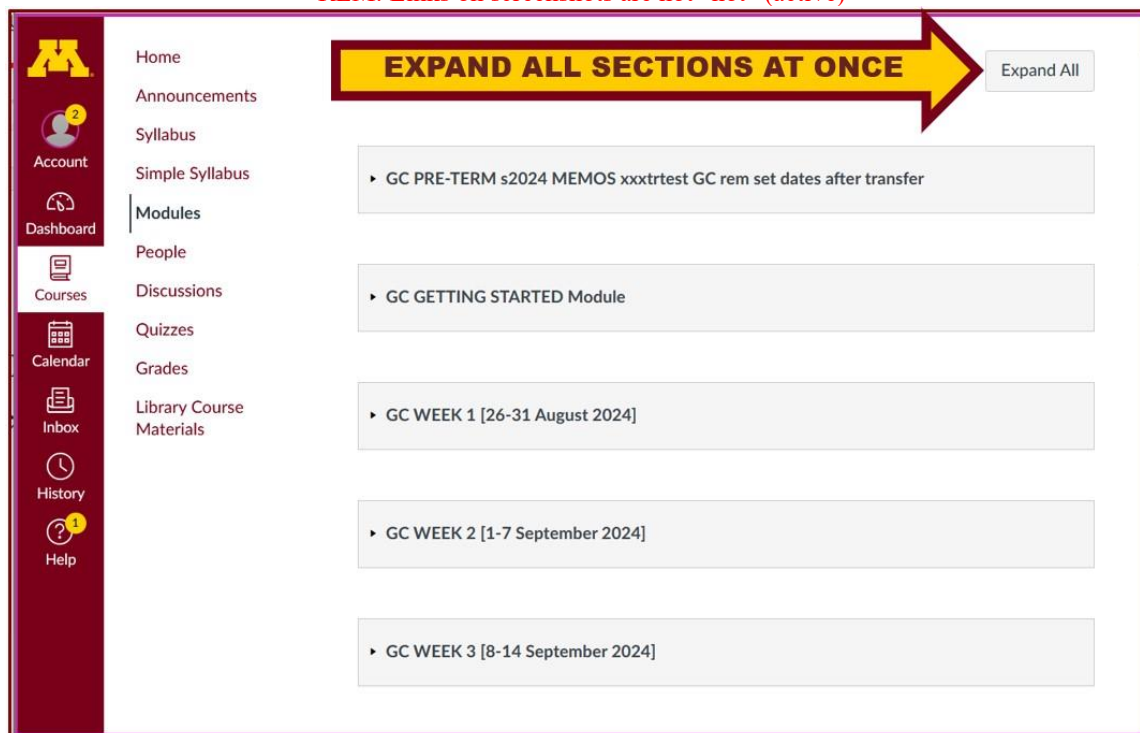 M
2
Account
Dashboard
Courses
Calendar
Inbox
History
1
Help
Home
Announcements
Syllabus
Simple Syllabus
Modules
People
Discussions
Quizzes
Grades
Library Course
Materials
EXPAND ALL SECTIONS AT ONCE
Expand All
GC PRE-TERM s2024 MEMOS xxxtrtest GC rem set dates after transfer
GC GETTING STARTED Module
GC WEEK 1 [26-31 August 2024]
GC WEEK 2 [1-7 September 2024]
GC WEEK 3 [8-14 September 2024]